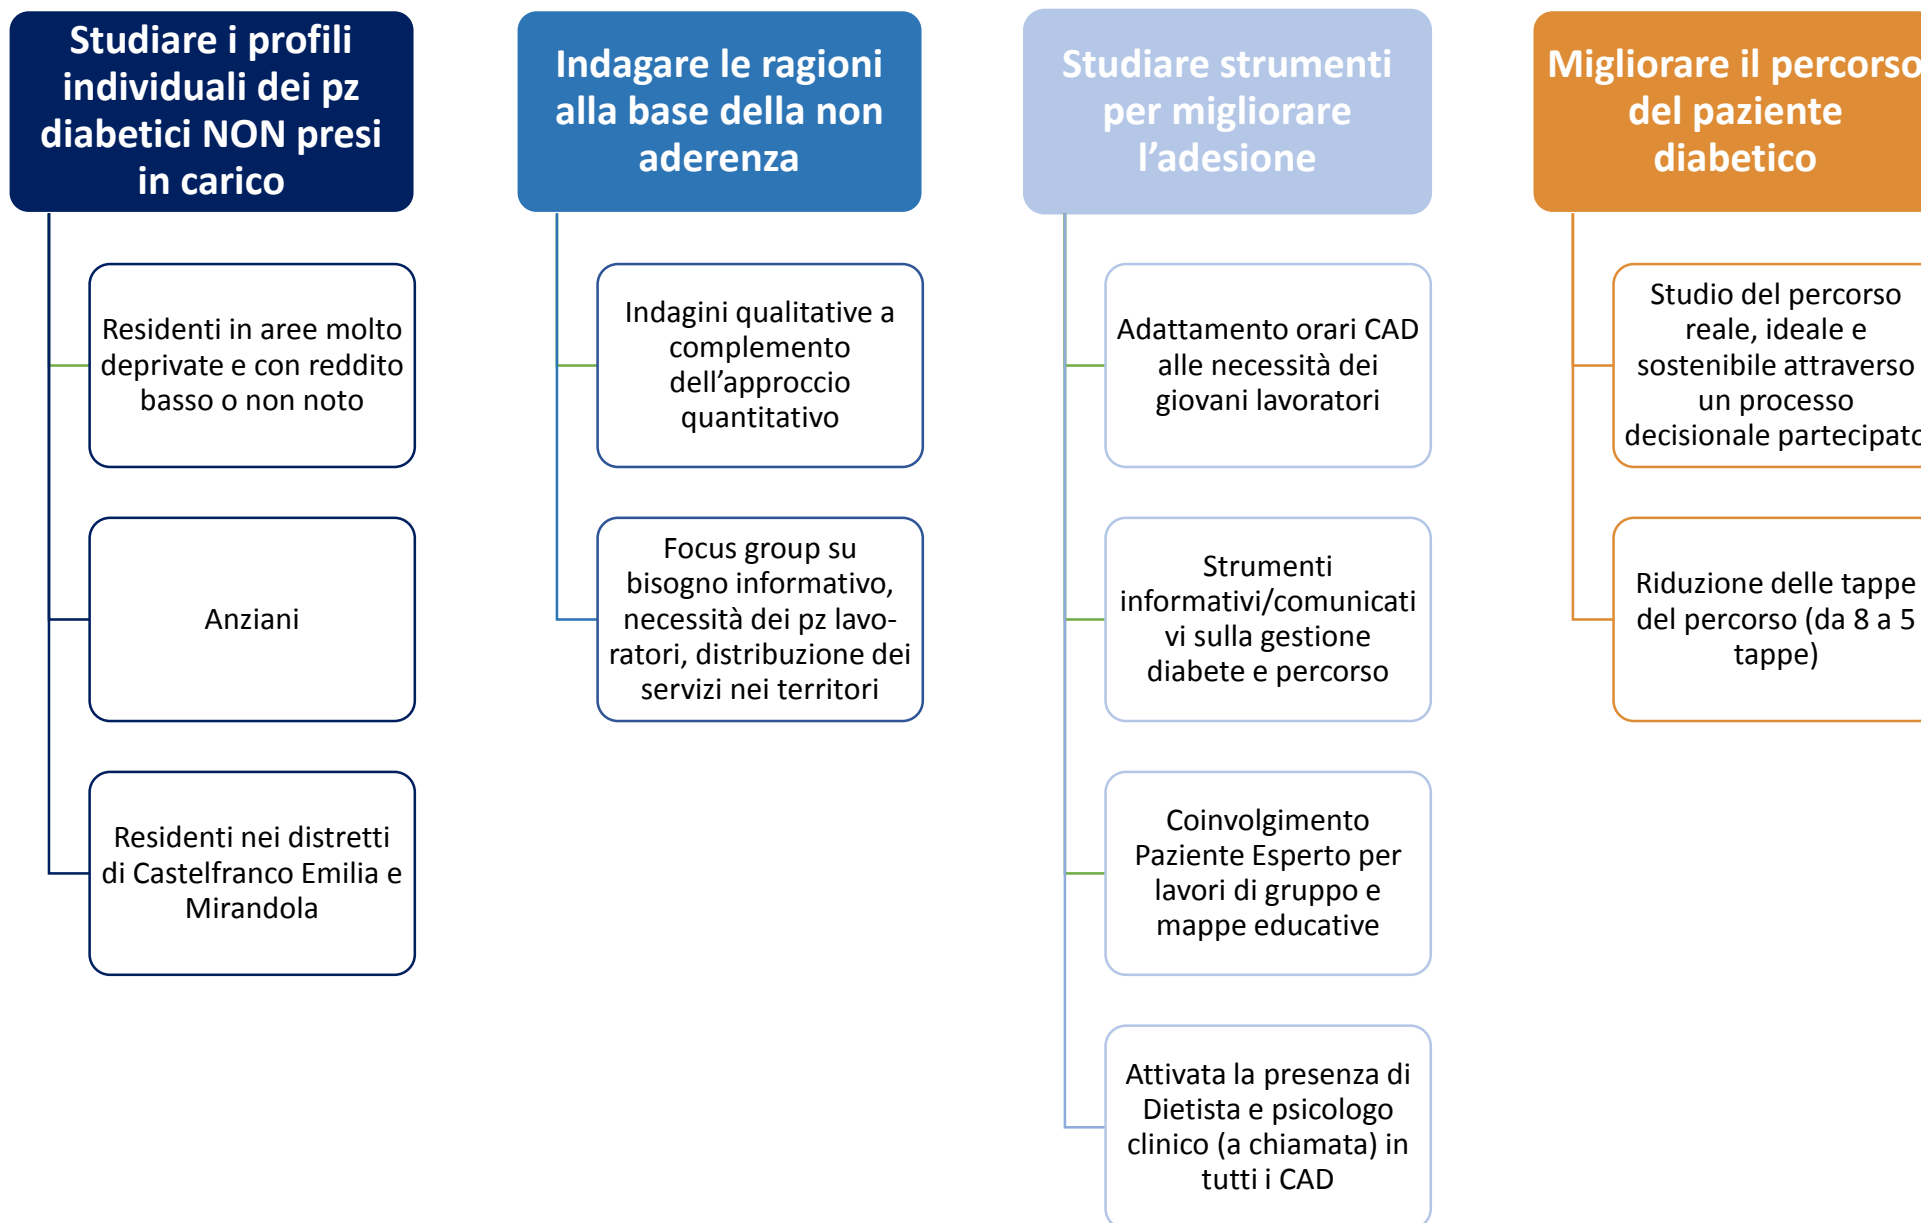 Studiare i profili
individuali dei pz
diabetici NON presi
in carico
Residenti in aree molto
deprivate e con reddito
basso o non noto
Anziani
Residenti nei distretti
di Castelfranco Emilia e
Mirandola
Indagare le ragioni
alla base della non
aderenza
Indagini qualitative a
complemento
dell’approccio
quantitativo
Focus group su
bisogno informativo,
necessità dei pz lavo-
ratori, distribuzione dei
servizi nei territori
Studiare strumenti
per migliorare
l’adesione
Adattamento orari CAD
alle necessità dei
giovani lavoratori
Strumenti
informativi/comunicati
vi sulla gestione
diabete e percorso
Coinvolgimento
Paziente Esperto per
lavori di gruppo e
mappe educative
Attivata la presenza di
Dietista e psicologo
clinico (a chiamata) in
tutti i CAD
Migliorare il percorso
del paziente
diabetico
Studio del percorso
reale, ideale e
sostenibile attraverso
un processo
decisionale partecipato
Riduzione delle tappe
del percorso (da 8 a 5
tappe)